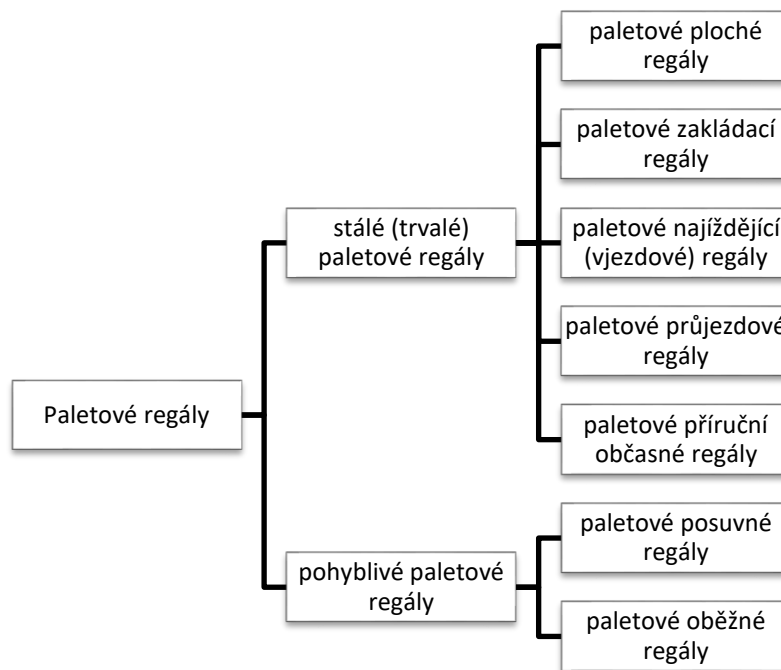 paletové ploché
regály
paletové zakládací
regály
stálé (trvalé)
paletové regály
paletové najíždějící
(vjezdové) regály
paletové průjezdové
regály
Paletové regály
paletové příruční
občasné regály
paletové posuvné
regály
pohyblivé paletové
regály
paletové oběžné
regály